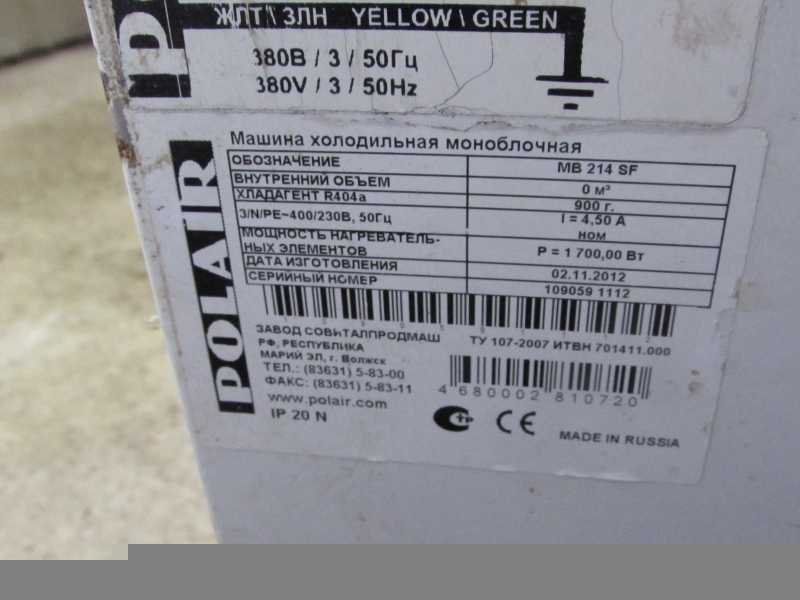 ЖЛТ \ ЗЛН YELLOW \ GREEN
380В / 3 / 50Гц
380V / 3 / 50Hz
POLAIR
Машина холодильная моноблочная
ОБОЗНАЧЕНИЕ MB 214 SF
ВНУТРЕННИЙ ОБЪЕМ 0 м³
ХЛАДАГЕНТ R404a 900 г.
3/N/PE~400/230В, 50Гц I = 4,50 А
ном
МОЩНОСТЬ НАГРЕВАТЕЛЬ-
НЫХ ЭЛЕМЕНТОВ P = 1 700,00 Вт
ДАТА ИЗГОТОВЛЕНИЯ 02.11.2012
СЕРИЙНЫЙ НОМЕР 109059 1112
ЗАВОД СОВИТАЛПРОДМАШ ТУ 107-2007 ИТВН 701411.000
РФ, РЕСПУБЛИКА
МАРИЙ ЭЛ, г. Волжск
ТЕЛ.: (83631) 5-83-00
ФАКС: (83631) 5-83-11
4 680002 810720
www.polair.com
IP 20 N
CE
MADE IN RUSSIA